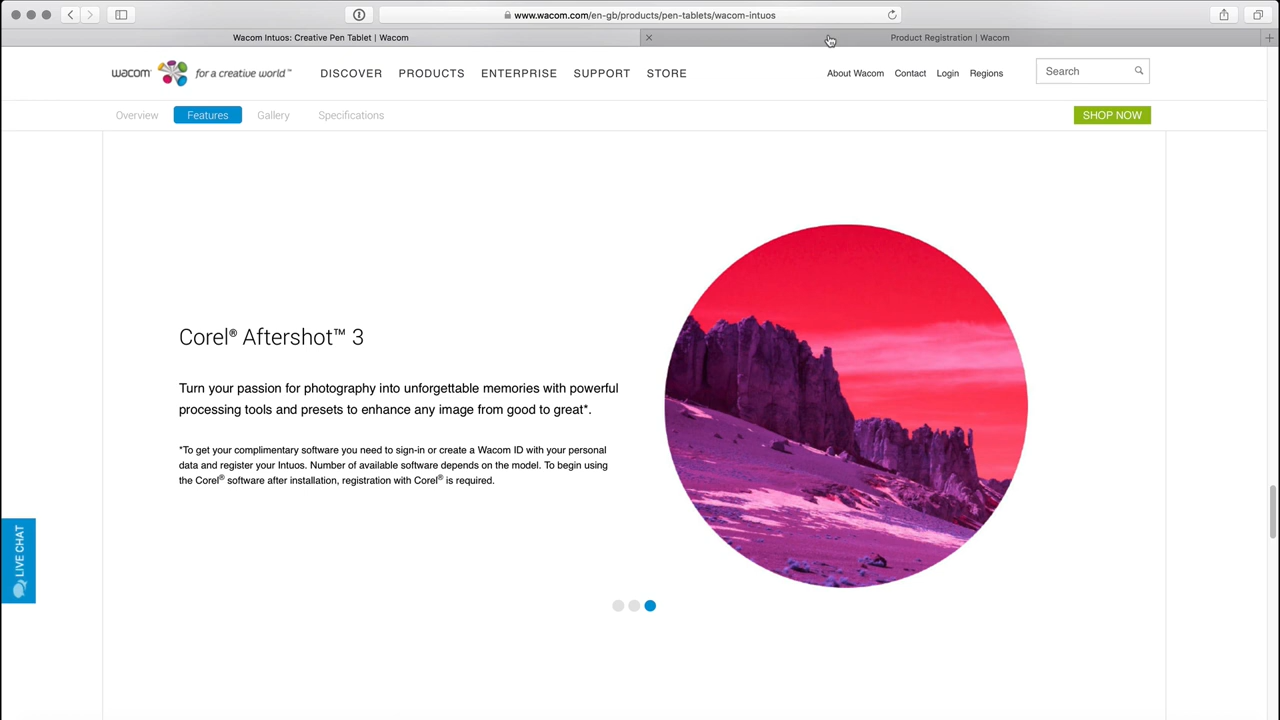 www.wacom.com/en-gb/products/pen-tablets/wacom-intuos
Wacom Intuos: Creative Pen Tablet | Wacom
Product Registration | Wacom
wacom for a creative world™
DISCOVER PRODUCTS ENTERPRISE SUPPORT STORE
About Wacom Contact Login Regions
Search
Overview Features Gallery Specifications
SHOP NOW
Corel® Aftershot™ 3
Turn your passion for photography into unforgettable memories with powerful
processing tools and presets to enhance any image from good to great*.
*To get your complimentary software you need to sign-in or create a Wacom ID with your personal
data and register your Intuos. Number of available software depends on the model. To begin using
the Corel® software after installation, registration with Corel® is required.
LIVE CHAT